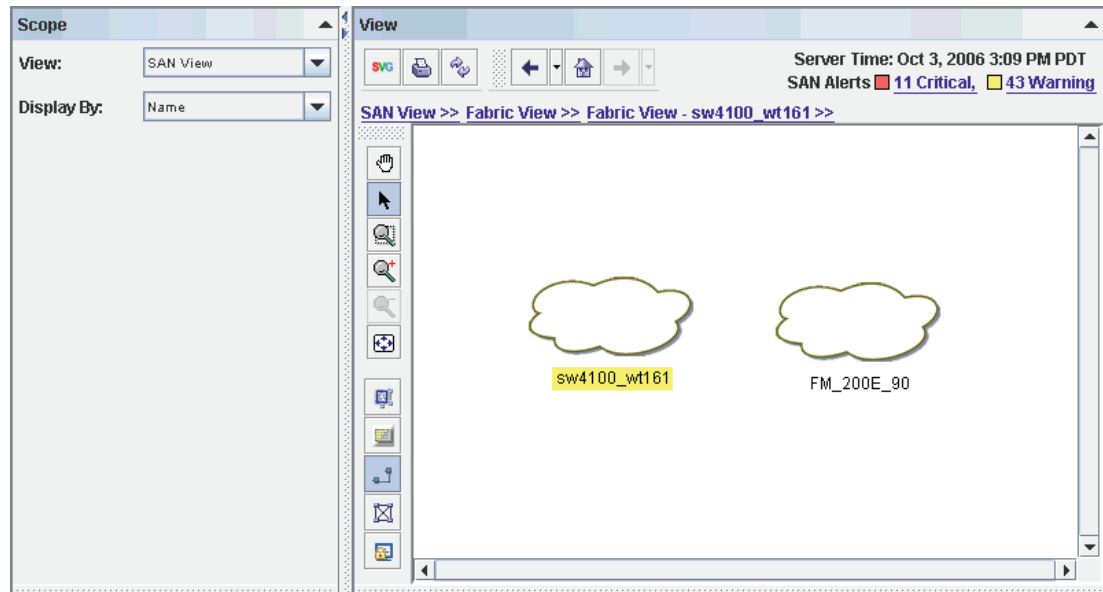 Scope
View: SAN View
Display By: Name
View
SVG
Server Time: Oct 3, 2006 3:09 PM PDT
SAN Alerts 11 Critical, 43 Warning
SAN View >> Fabric View >> Fabric View - sw4100_wt161 >>
sw4100_wt161
FM_200E_90